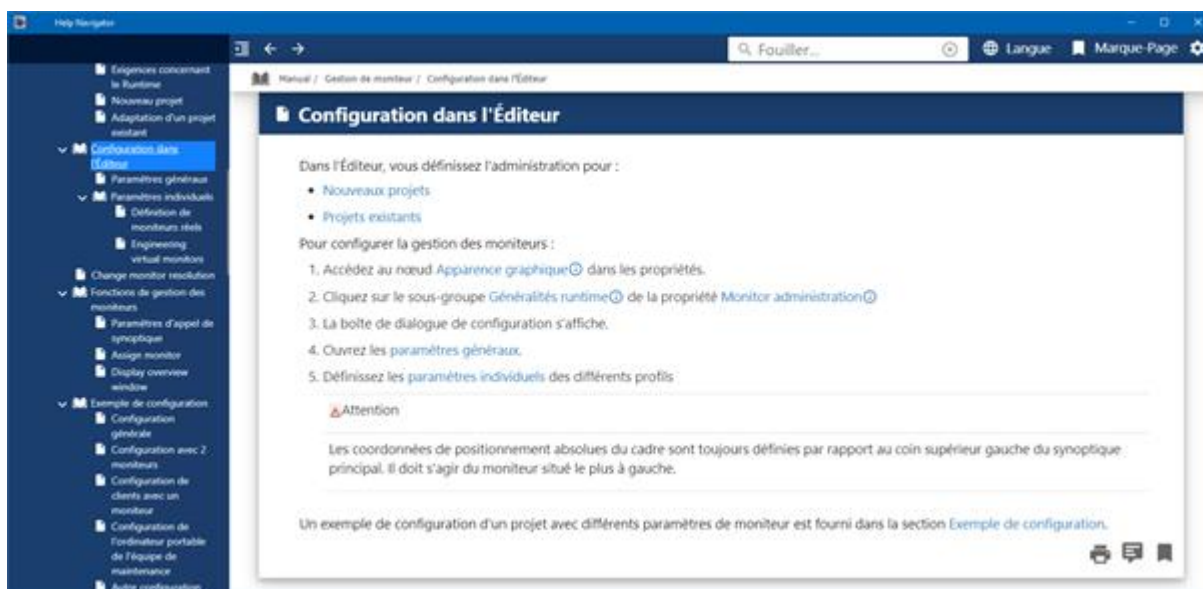 Help Navigator
Fouiller...
Langue
Marque-Page
Exigences concernant
le Runtime
Nouveau projet
Adaptation d'un projet
existant
Configuration dans
l'Éditeur
Paramètres généraux
Paramètres individuels
Définition de
moniteurs réels
Engineering
virtual monitors
Change monitor resolution
Fonctions de gestion des
moniteurs
Paramètres d'appel de
synoptique
Assign monitor
Display overview
window
Exemple de configuration
Configuration
générale
Configuration avec 2
moniteurs
Configuration de
clients avec un
moniteur
Configuration de
l'ordinateur portable
de l'équipe de
maintenance
Autre configuration
Manual / Gestion de moniteur / Configuration dans l'Éditeur
Configuration dans l'Éditeur
Dans l'Éditeur, vous définissez l'administration pour :
• Nouveaux projets
• Projets existants
Pour configurer la gestion des moniteurs :
1. Accédez au nœud Apparence graphique dans les propriétés.
2. Cliquez sur le sous-groupe Généralités runtime de la propriété Monitor administration
3. La boîte de dialogue de configuration s'affiche.
4. Ouvrez les paramètres généraux.
5. Définissez les paramètres individuels des différents profils
Attention
Les coordonnées de positionnement absolues du cadre sont toujours définies par rapport au coin supérieur gauche du synoptique
principal. Il doit s'agir du moniteur situé le plus à gauche.
Un exemple de configuration d'un projet avec différents paramètres de moniteur est fourni dans la section Exemple de configuration.